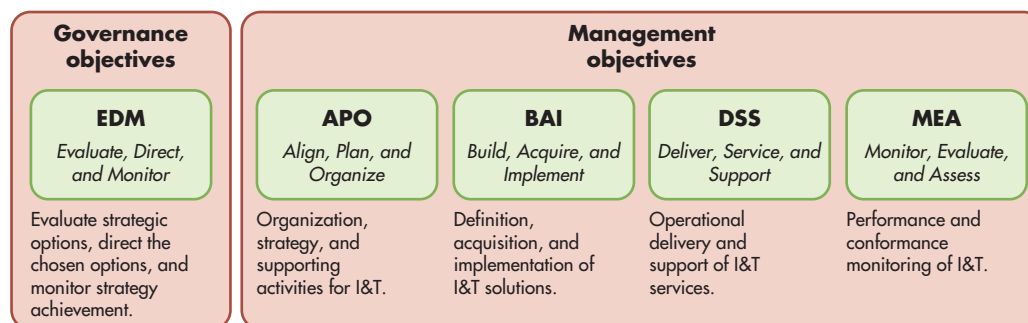 Governance
objectives
EDM
Evaluate, Direct,
and Monitor
Evaluate strategic
options, direct the
chosen options, and
monitor strategy
achievement.
Management
objectives
APO
Align, Plan, and
Organize
Organization,
strategy, and
supporting
activities for I&T.
BAI
Build, Acquire, and
Implement
Definition,
acquisition, and
implementation of
I&T solutions.
DSS
Deliver, Service, and
Support
Operational
delivery and
support of I&T
services.
MEA
Monitor, Evaluate,
and Assess
Performance and
conformance
monitoring of I&T.